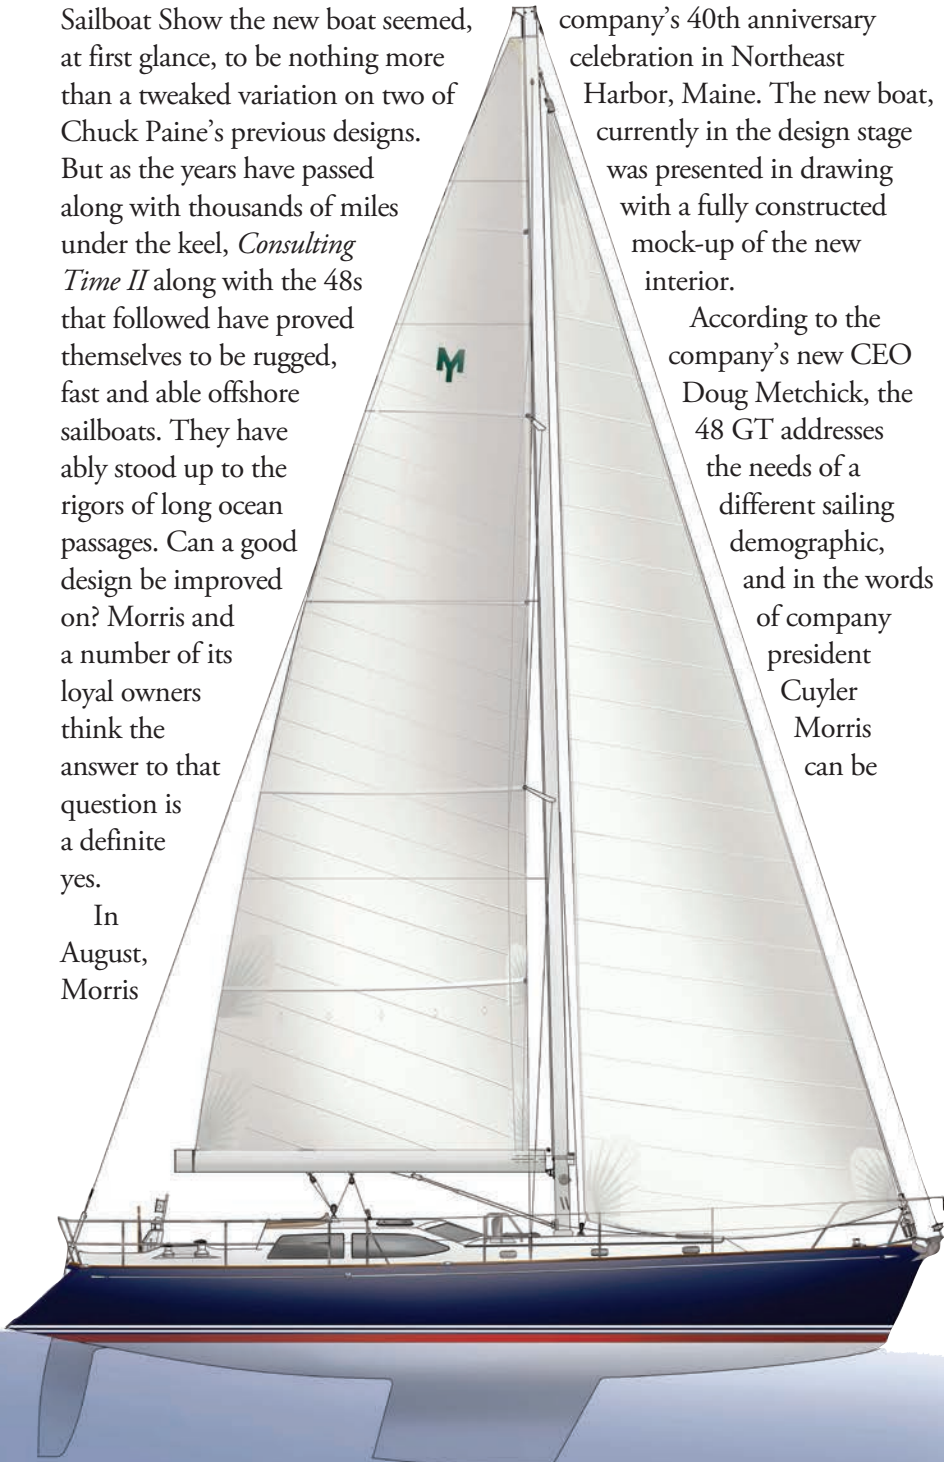 Sailboat Show the new boat seemed,
at first glance, to be nothing more
than a tweaked variation on two of
Chuck Paine’s previous designs.
But as the years have passed
along with thousands of miles
under the keel, Consulting
Time II along with the 48s
that followed have proved
themselves to be rugged,
fast and able offshore
sailboats. They have
ably stood up to the
rigors of long ocean
passages. Can a good
design be improved
on? Morris and
a number of its
loyal owners
think the
answer to that
question is
a definite
yes.
In
August,
Morris
company’s 40th anniversary
celebration in Northeast
Harbor, Maine. The new boat,
currently in the design stage
was presented in drawing
with a fully constructed
mock-up of the new
interior.
According to the
company’s new CEO
Doug Metchick, the
48 GT addresses
the needs of a
different sailing
demographic,
and in the words
of company
president
Cuyler
Morris
can be
MY